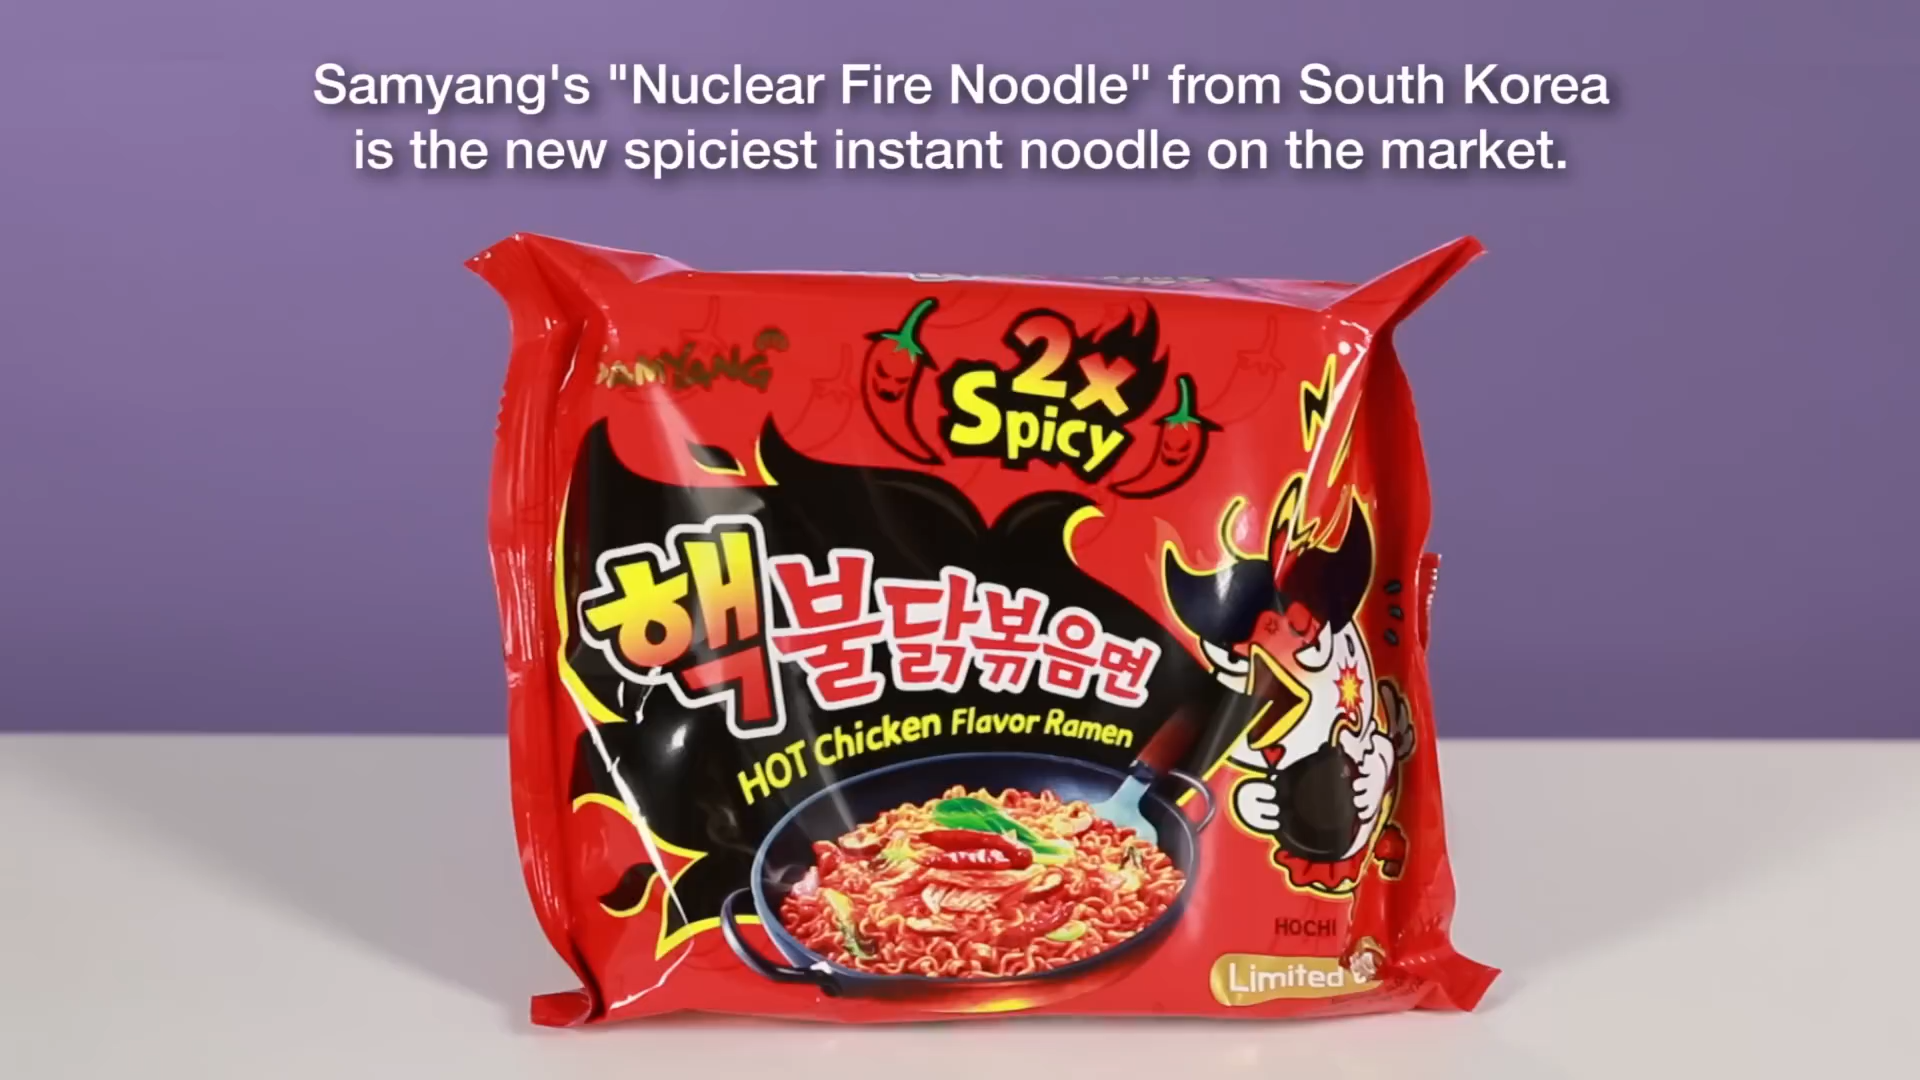 Samyang's "Nuclear Fire Noodle" from South Korea
is the new spiciest instant noodle on the market.
SAMYANG
2x
Spicy
핵불닭볶음면
HOT Chicken Flavor Ramen
HOCHI
Limited